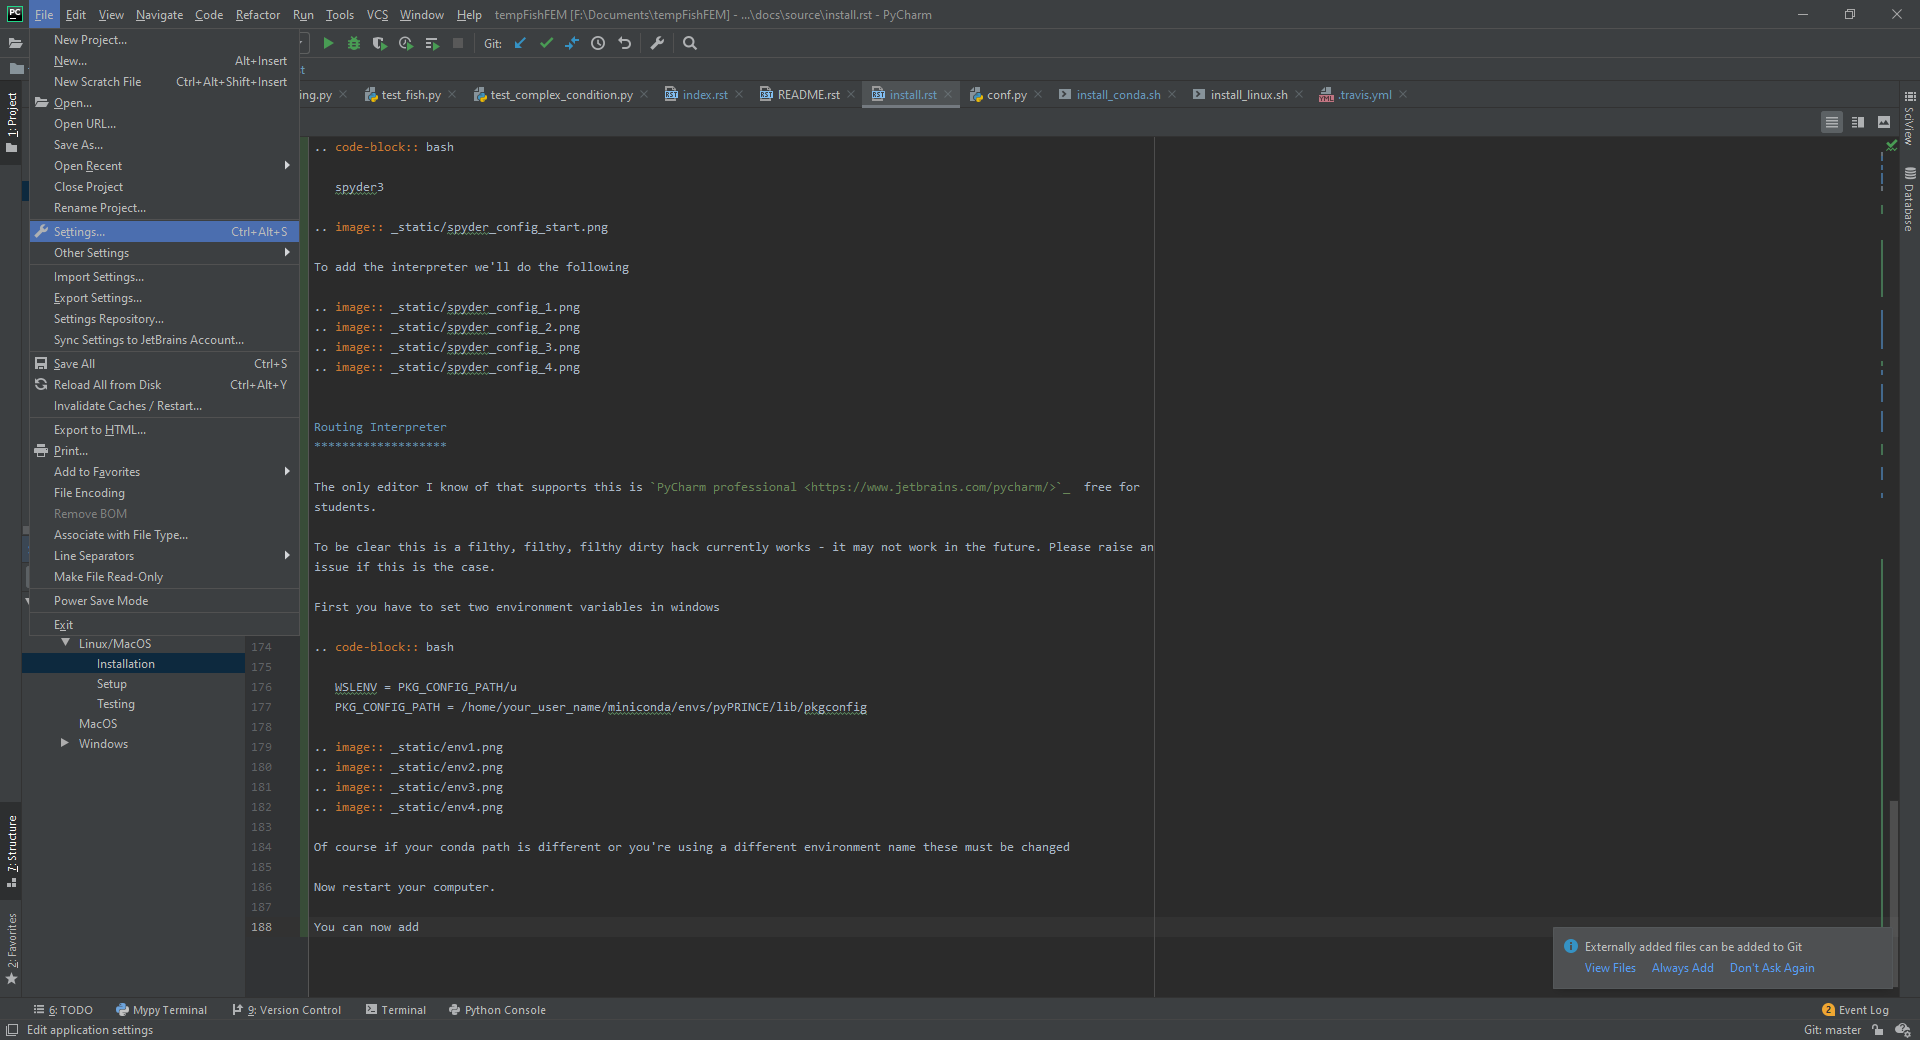 PC File Edit View Navigate Code Refactor Run Tools VCS Window Help tempFishFEM [F:\Documents\tempFishFEM] - ...\docs\source\install.rst - PyCharm
Git:
New Project...
New... Alt+Insert
New Scratch File Ctrl+Alt+Shift+Insert
Open...
Open URL...
Save As...
Open Recent
Close Project
Rename Project...
Settings... Ctrl+Alt+S
Other Settings
Import Settings...
Export Settings...
Settings Repository...
Sync Settings to JetBrains Account...
Save All Ctrl+S
Reload All from Disk Ctrl+Alt+Y
Invalidate Caches / Restart...
Export to HTML...
Print...
Add to Favorites
File Encoding
Remove BOM
Associate with File Type...
Line Separators
Make File Read-Only
Power Save Mode
Exit
1: Project
7: Structure
2: Favorites
Linux/MacOS
Installation
Setup
Testing
MacOS
Windows
ing.py test_fish.py test_complex_condition.py index.rst README.rst install.rst conf.py install_conda.sh install_linux.sh .travis.yml
.. code-block:: bash
spyder3
.. image:: _static/spyder_config_start.png
To add the interpreter we'll do the following
.. image:: _static/spyder_config_1.png
.. image:: _static/spyder_config_2.png
.. image:: _static/spyder_config_3.png
.. image:: _static/spyder_config_4.png
Routing Interpreter
*******************
The only editor I know of that supports this is `PyCharm professional <https://www.jetbrains.com/pycharm/>`_  free for
students.
To be clear this is a filthy, filthy, filthy dirty hack currently works - it may not work in the future. Please raise an
issue if this is the case.
First you have to set two environment variables in windows
174 .. code-block:: bash
175
176 WSLENV = PKG_CONFIG_PATH/u
177 PKG_CONFIG_PATH = /home/your_user_name/miniconda/envs/pyPRINCE/lib/pkgconfig
178
179 .. image:: _static/env1.png
180 .. image:: _static/env2.png
181 .. image:: _static/env3.png
182 .. image:: _static/env4.png
183
184 Of course if your conda path is different or you're using a different environment name these must be changed
185
186 Now restart your computer.
187
188 You can now add
SciView
Database
Externally added files can be added to Git
View Files Always Add Don't Ask Again
6: TODO Mypy Terminal 9: Version Control Terminal Python Console 2 Event Log
Edit application settings Git: master